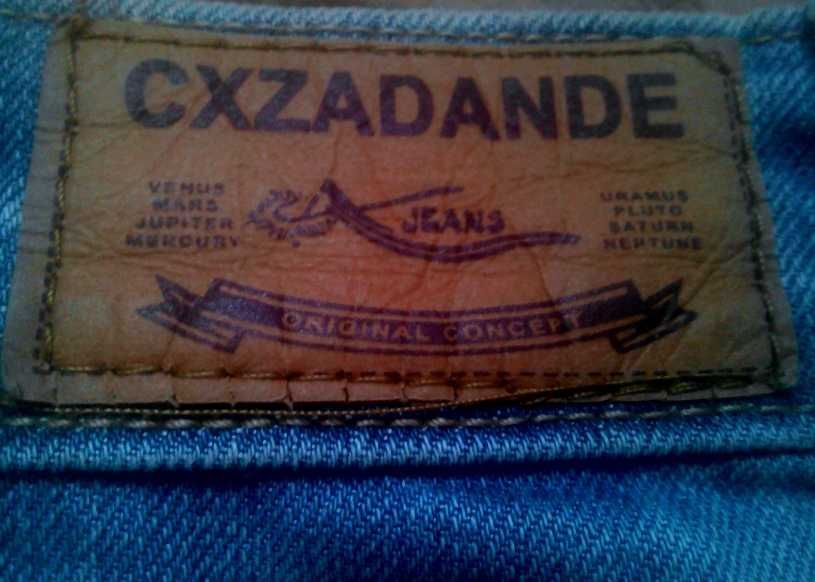 CXZADANDE
VENUS
MARS
JUPITER
MERCURY
JEANS
URAMUS
PLUTO
SATURN
NEPTUNE
ORIGINAL CONCEPT